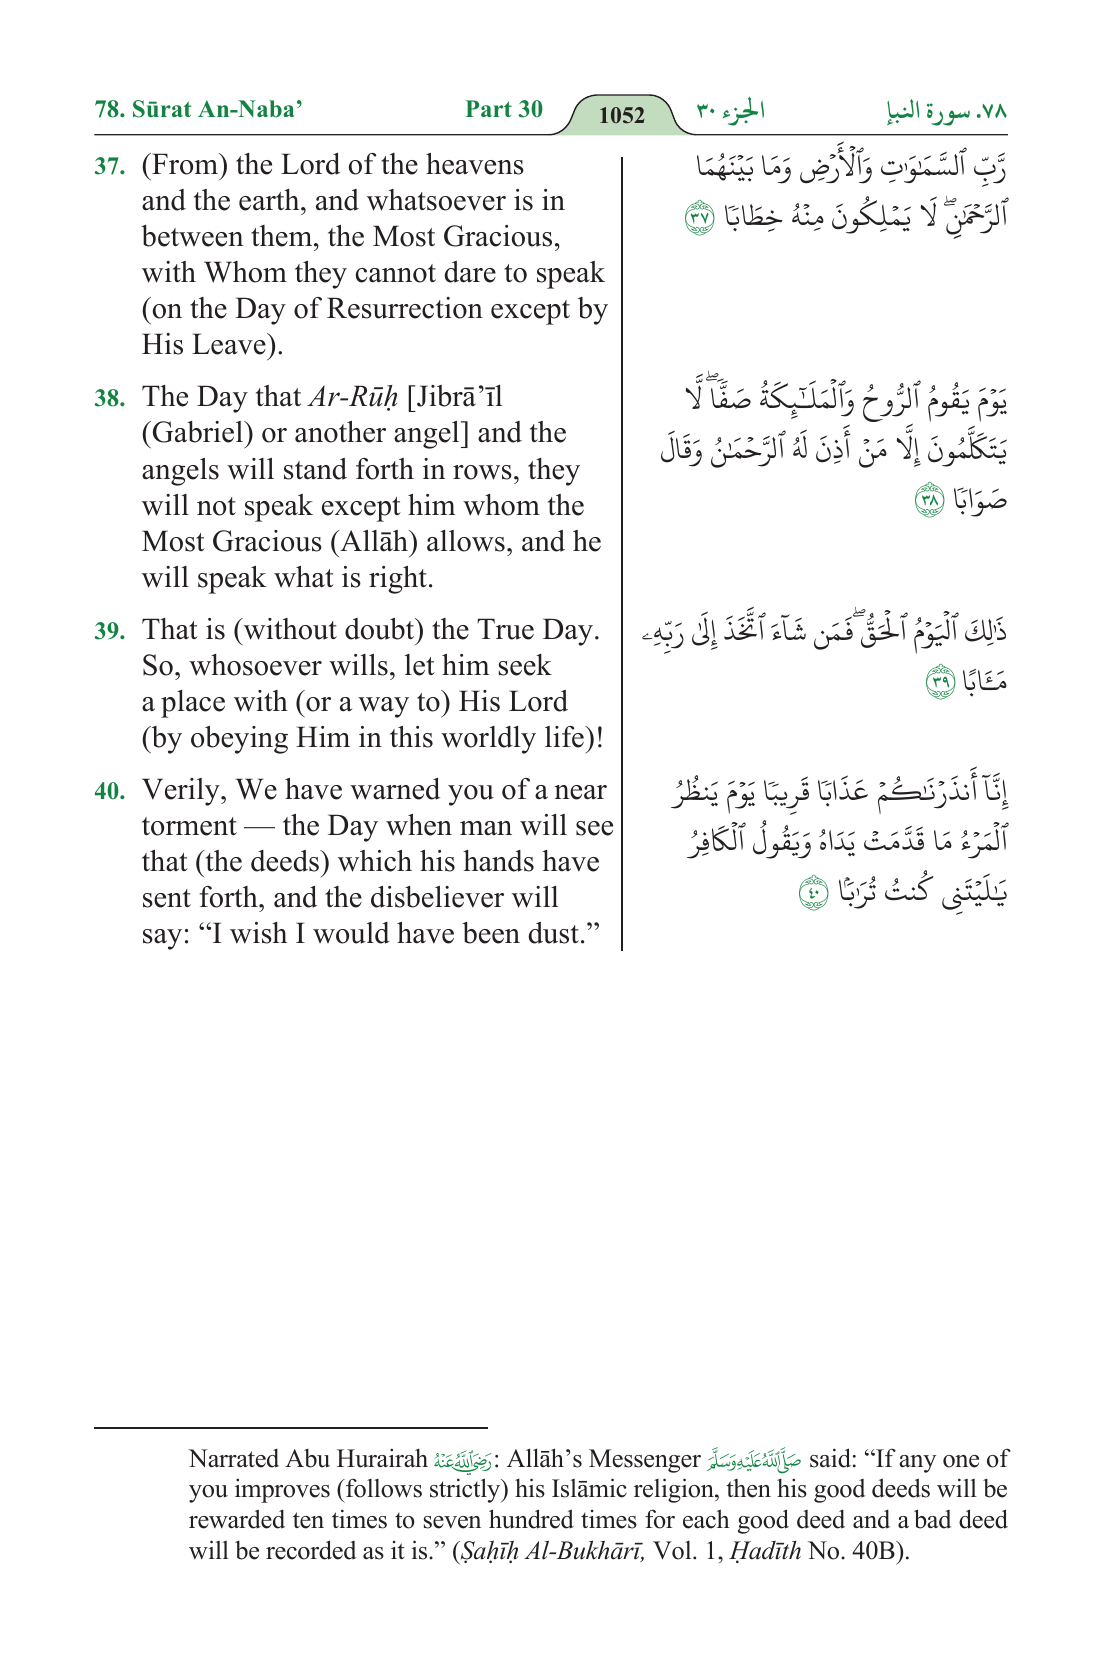 78. Sūrat An-Naba’ Part 30 1052 الجزء ٣٠ ٧٨. سورة النبإ
37. (From) the Lord of the heavens
and the earth, and whatsoever is in
between them, the Most Gracious,
with Whom they cannot dare to speak
(on the Day of Resurrection except by
His Leave).
38. The Day that Ar-Rūḥ [Jibrā’īl
(Gabriel) or another angel] and the
angels will stand forth in rows, they
will not speak except him whom the
Most Gracious (Allāh) allows, and he
will speak what is right.
39. That is (without doubt) the True Day.
So, whosoever wills, let him seek
a place with (or a way to) His Lord
(by obeying Him in this worldly life)!
40. Verily, We have warned you of a near
torment — the Day when man will see
that (the deeds) which his hands have
sent forth, and the disbeliever will
say: “I wish I would have been dust.”
رَّبِّ ٱلسَّمَٰوَٰتِ وَٱلۡأَرۡضِ وَمَا بَيۡنَهُمَا
ٱلرَّحۡمَٰنِۖ لَا يَمۡلِكُونَ مِنۡهُ خِطَابٗا ٣٧
يَوۡمَ يَقُومُ ٱلرُّوحُ وَٱلۡمَلَٰٓئِكَةُ صَفّٗاۖ لَّا
يَتَكَلَّمُونَ إِلَّا مَنۡ أَذِنَ لَهُ ٱلرَّحۡمَٰنُ وَقَالَ
صَوَابٗا ٣٨
ذَٰلِكَ ٱلۡيَوۡمُ ٱلۡحَقُّۖ فَمَن شَآءَ ٱتَّخَذَ إِلَىٰ رَبِّهِۦ
مَـَٔابًا ٣٩
إِنَّآ أَنذَرۡنَٰكُمۡ عَذَابٗا قَرِيبٗا يَوۡمَ يَنظُرُ
ٱلۡمَرۡءُ مَا قَدَّمَتۡ يَدَاهُ وَيَقُولُ ٱلۡكَافِرُ
يَٰلَيۡتَنِي كُنتُ تُرَٰبَۢا ٤٠
Narrated Abu Hurairah رَضِيَ اللَّهُ عَنْهُ: Allāh’s Messenger صَلَّى اللَّهُ عَلَيْهِ وَسَلَّمَ said: “If any one of
you improves (follows strictly) his Islāmic religion, then his good deeds will be
rewarded ten times to seven hundred times for each good deed and a bad deed
will be recorded as it is.” (Ṣaḥīḥ Al-Bukhārī, Vol. 1, Ḥadīth No. 40B).